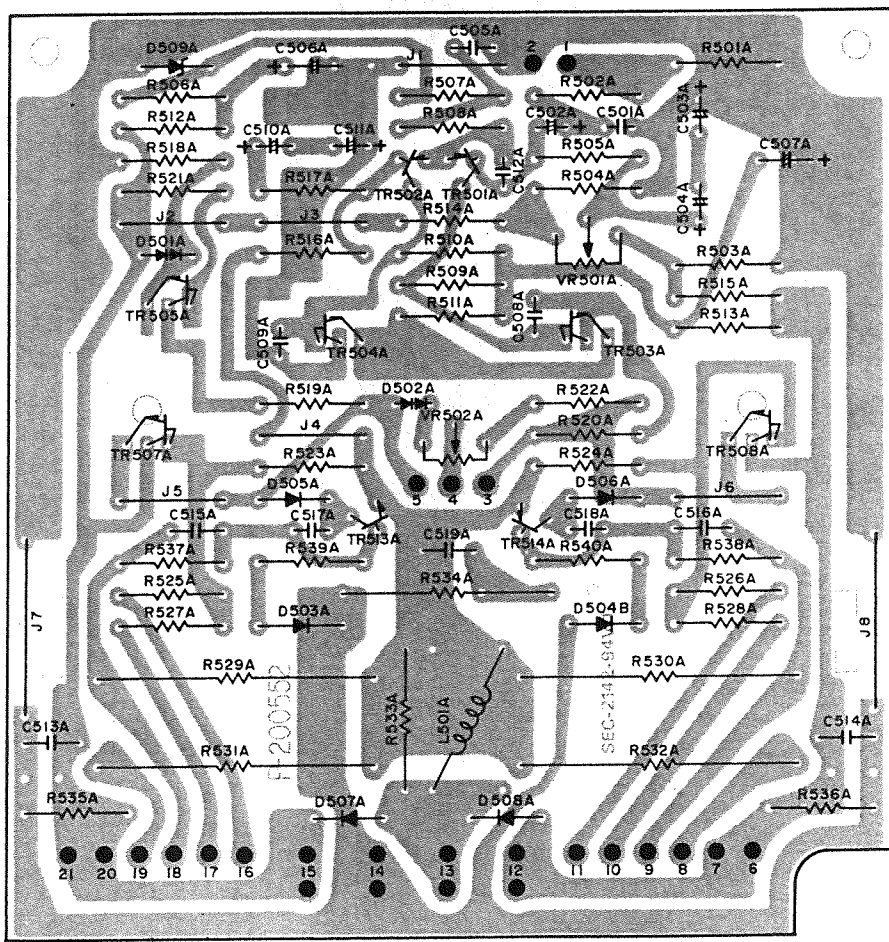 C505A
D509A C506A J1 2 1 R501A
R506A R507A R502A
C503A
R512A R508A C502A C501A
C510A C511A C507A
R518A R505A
C512A
R521A R517A TR502A TR501A R504A
C504A
J2 J3 R514A
D501A R516A R510A R503A
R509A VR501A R515A
TR505A R511A C508A R513A
C509A TR504A TR503A
R519A D502A R522A
VR502A
J4 R520A
TR507A R523A R524A TR508A
5 4 3
J5 D505A D506A J6
C515A C517A C518A C516A
TR513A C519A TR514A
R537A R539A R540A R538A
R525A R534A R526A
R527A D503A D504B R528A
J7 J8
R529A R530A
F-200552 R533A L501A
C513A C514A
R531A R532A
R535A D507A D508A R536A
21 20 19 18 17 16 15 14 13 12 11 10 9 8 7 6